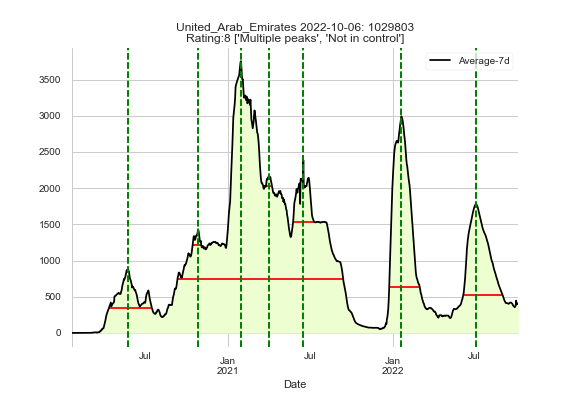 United_Arab_Emirates 2022-10-06: 1029803
Rating:8 ['Multiple peaks', 'Not in control']
Average-7d
3500
3000
2500
2000
1500
1000
500
0
Jul
Jan
2021
Jul
Jan
2022
Jul
Date